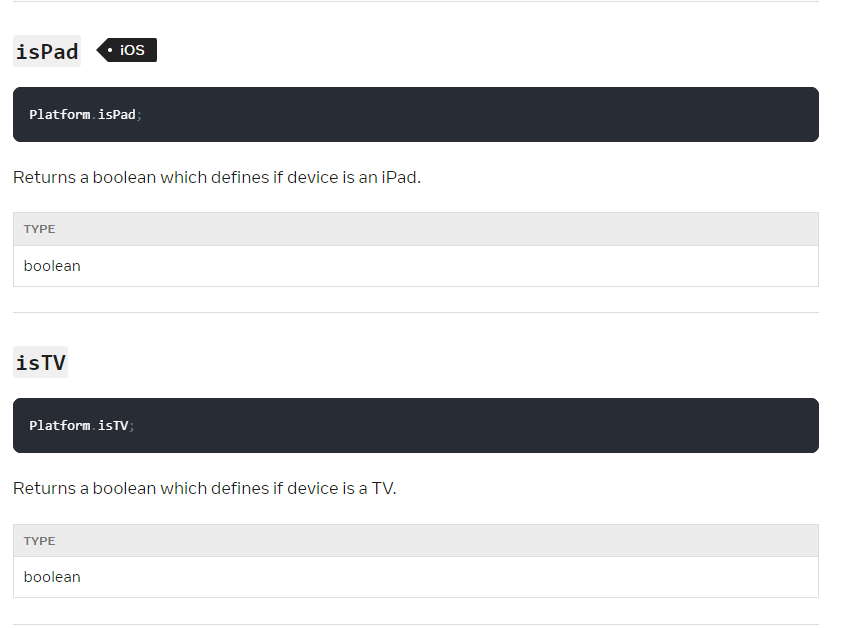 isPad iOS
Platform.isPad;
Returns a boolean which defines if device is an iPad.
TYPE
boolean
isTV
Platform.isTV;
Returns a boolean which defines if device is a TV.
TYPE
boolean